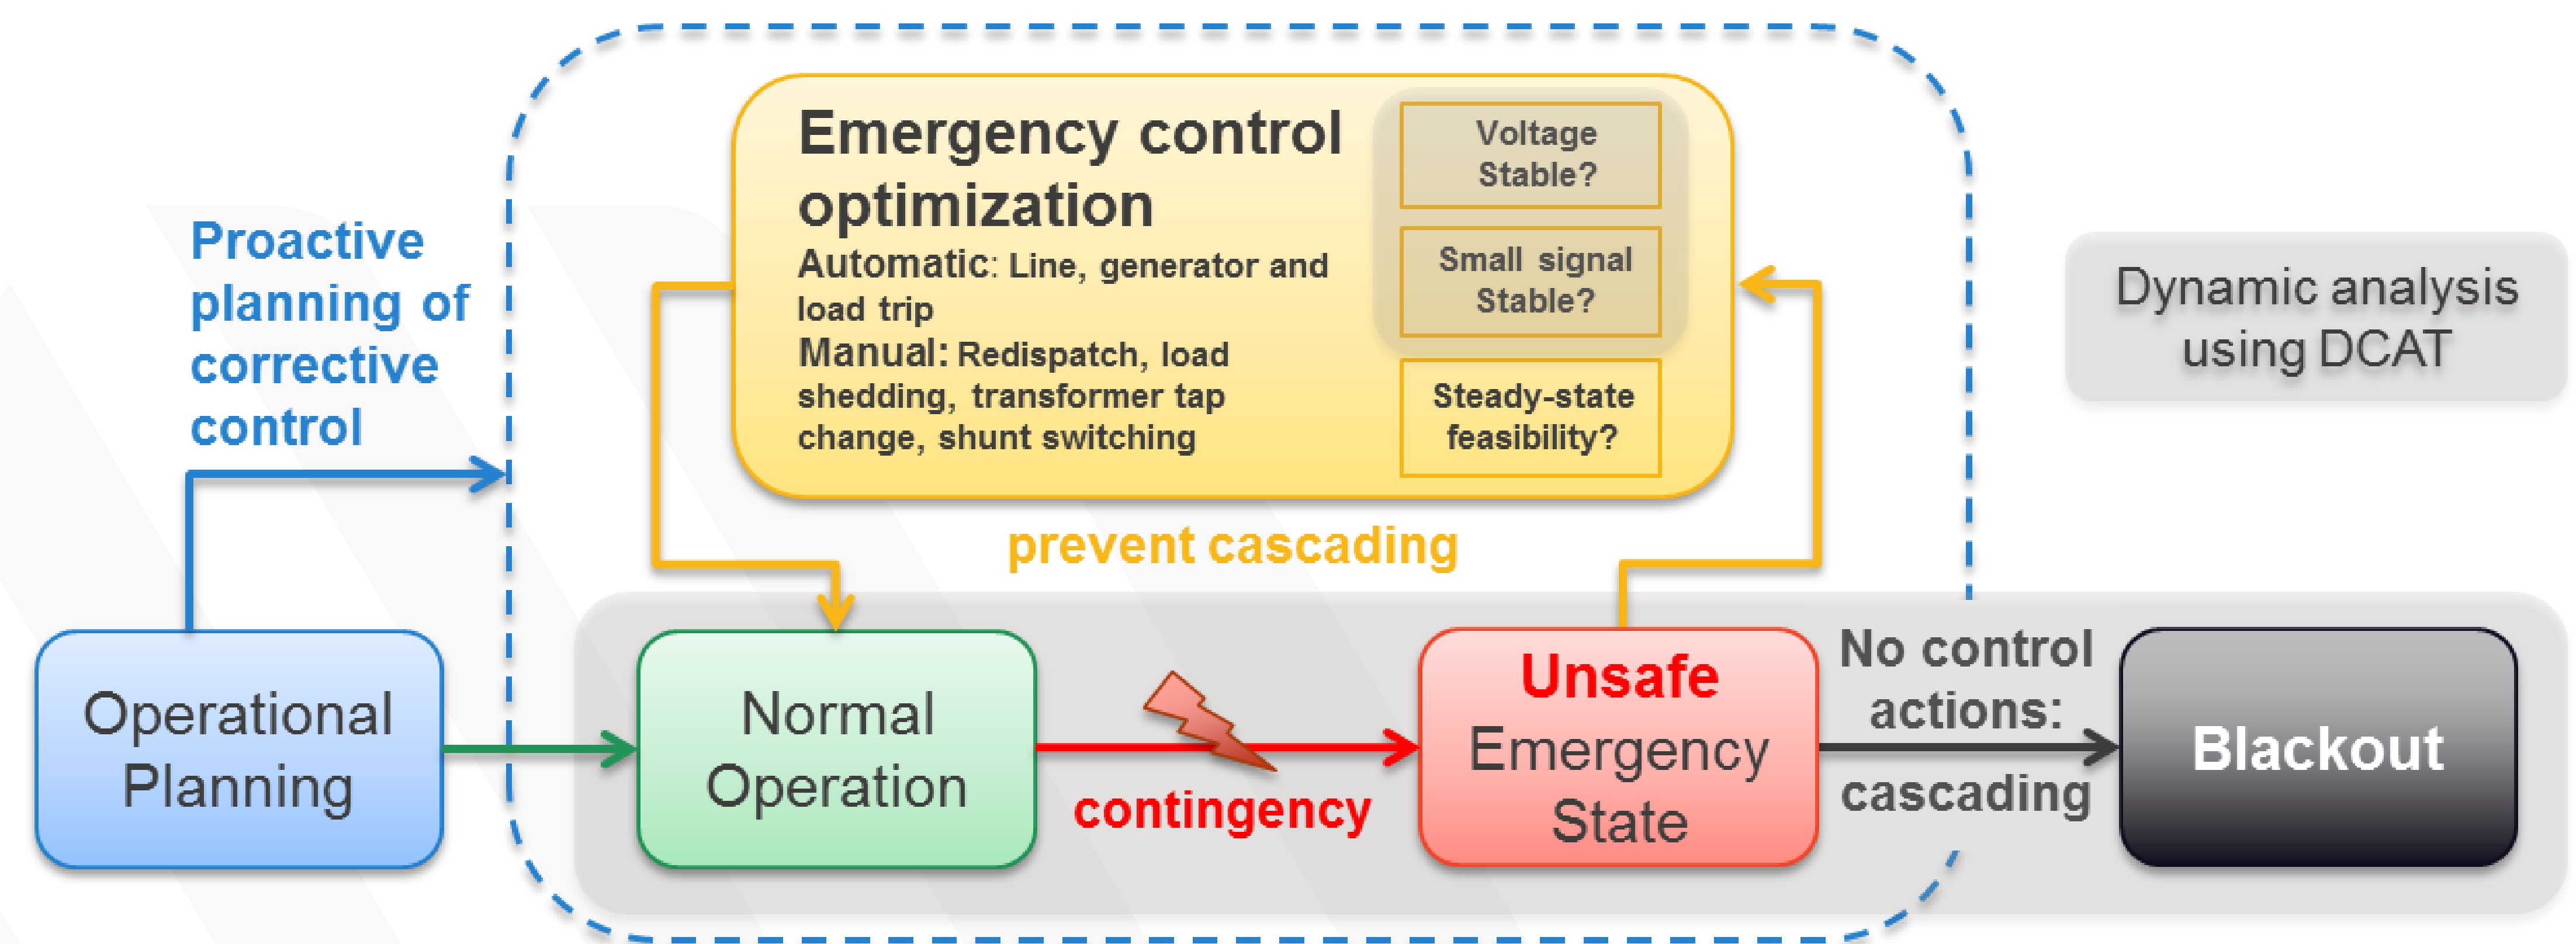 Proactive
planning of
corrective
control
Emergency control
optimization
Automatic: Line, generator and
load trip
Manual: Redispatch, load
shedding, transformer tap
change, shunt switching
Voltage
Stable?
Small signal
Stable?
Steady-state
feasibility?
Dynamic analysis
using DCAT
prevent cascading
Operational
Planning
Normal
Operation
contingency
Unsafe
Emergency
State
No control
actions:
cascading
Blackout